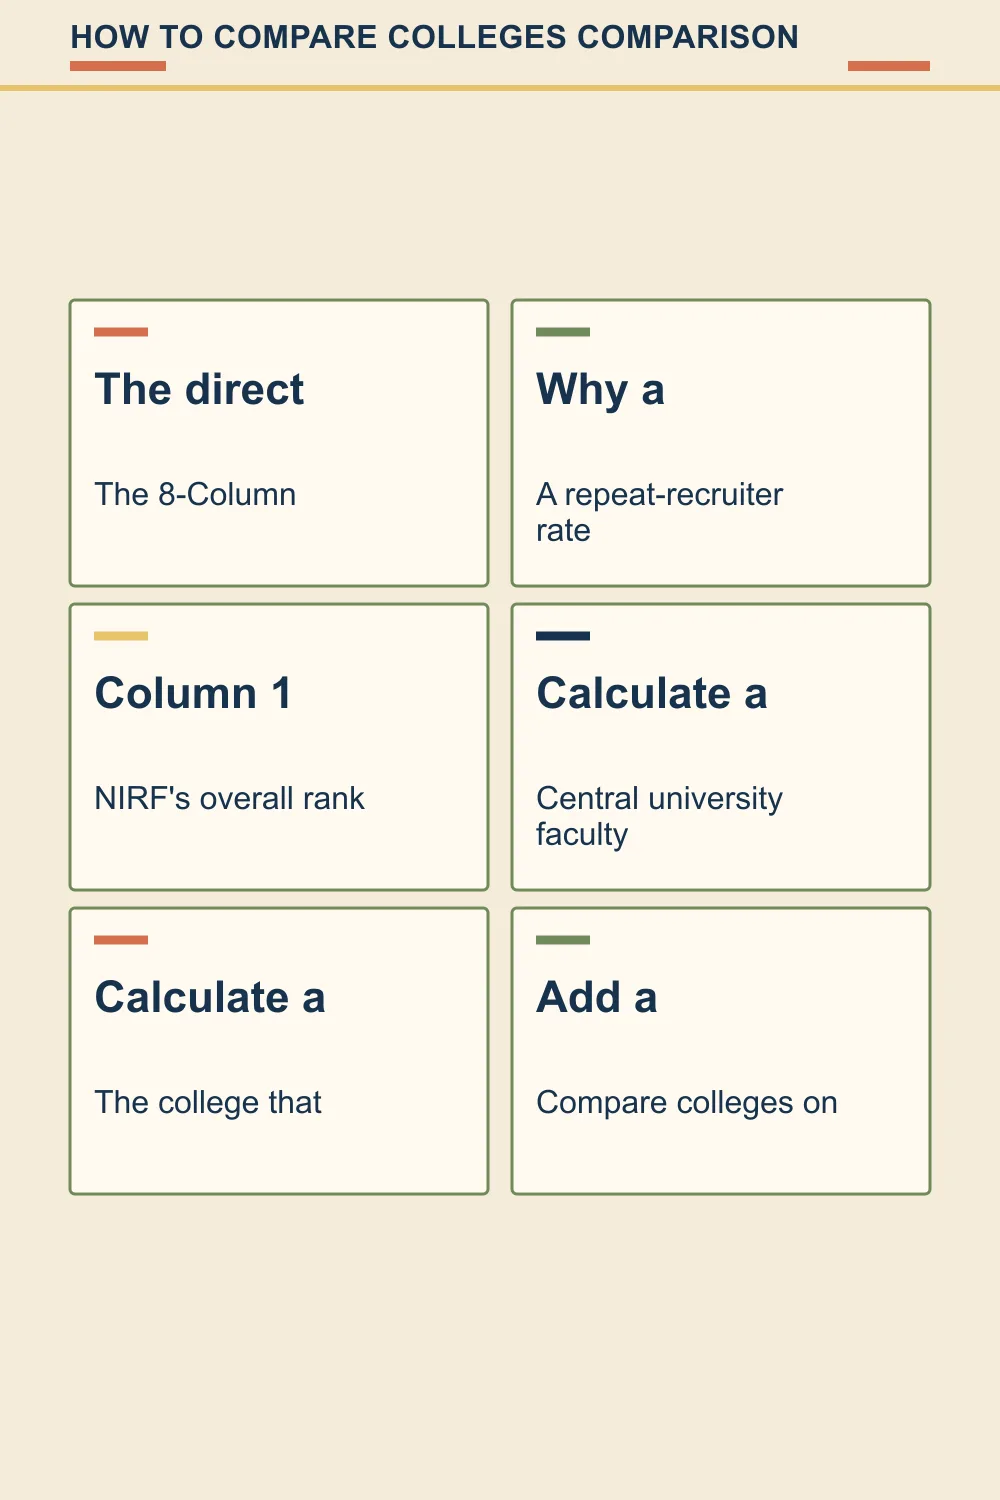 HOW TO COMPARE COLLEGES COMPARISON
The direct
The 8-Column
Why a
A repeat-recruiter
rate
Column 1
NIRF's overall rank
Calculate a
Central university
faculty
Calculate a
The college that
Add a
Compare colleges on